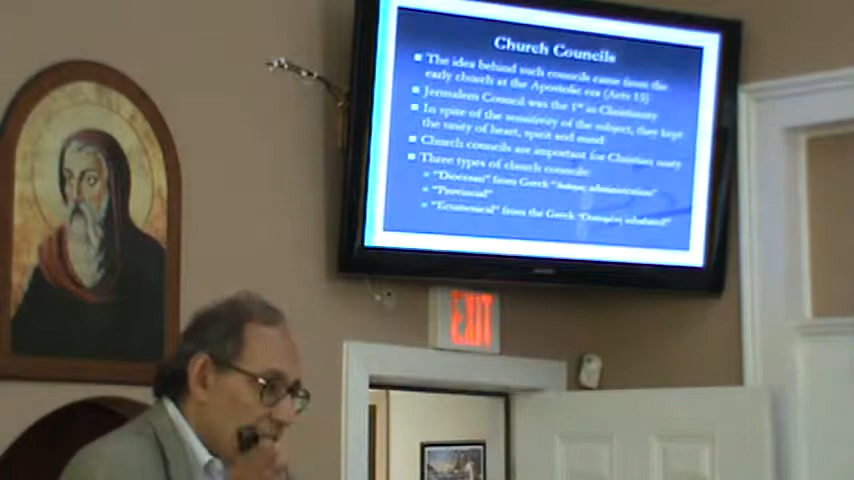 Church Councils
The idea behind such councils came from the
early church at the Apostolic era (Acts 15)
Jerusalem Council was the 1st in Christianity
In spite of the sensitivity of the subject, they kept
the unity of heart, spirit and mind
Church councils are important for Christian unity
Three types of church councils:
"Diocesan" from Greek administration"
"Provincial"
"Ecumenical" from the Greek inhabited"
EXIT